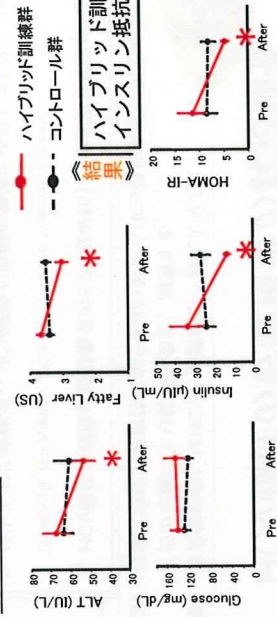 ハイブリッド訓練群
コントロール群
《結果》
ハイブリッド訓
インスリン抵抗
ALT (IU/L)
80
70
60
50
40
30
*
Fatty Liver (US)
4
3
2
1
Pre
After
*
Glucose (mg/dL)
160
120
80
40
0
Pre
After
Insulin (μIU/mL)
50
40
30
20
10
0
Pre
After
*
HOMA-IR
20
15
10
5
0
Pre
After
*